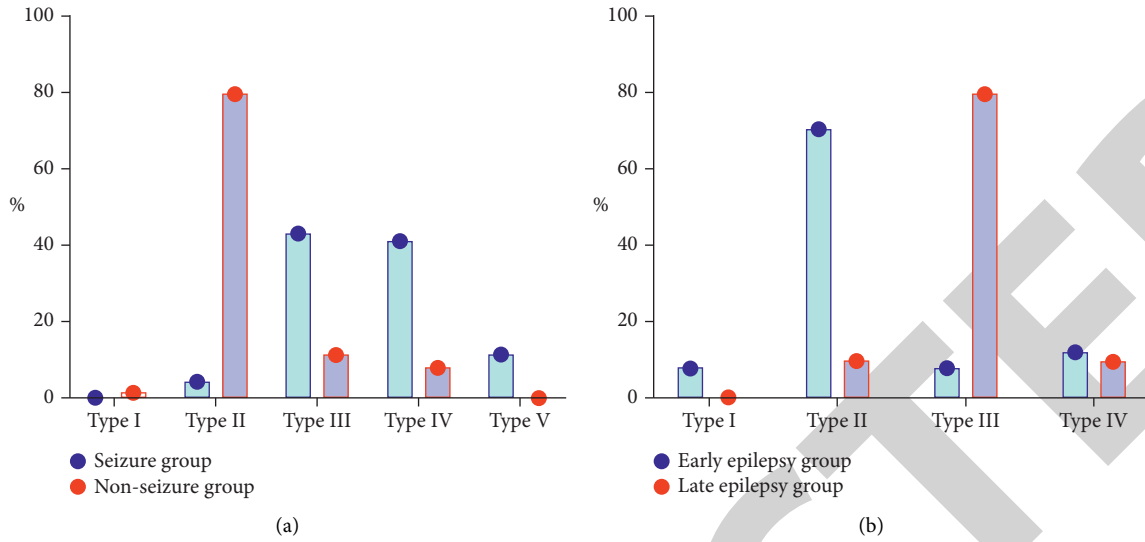 100
80
60
%
40
20
0
Type I Type II Type III Type IV Type V
Seizure group
Non-seizure group
(a)
100
80
60
%
40
20
0
Type I Type II Type III Type IV
Early epilepsy group
Late epilepsy group
(b)